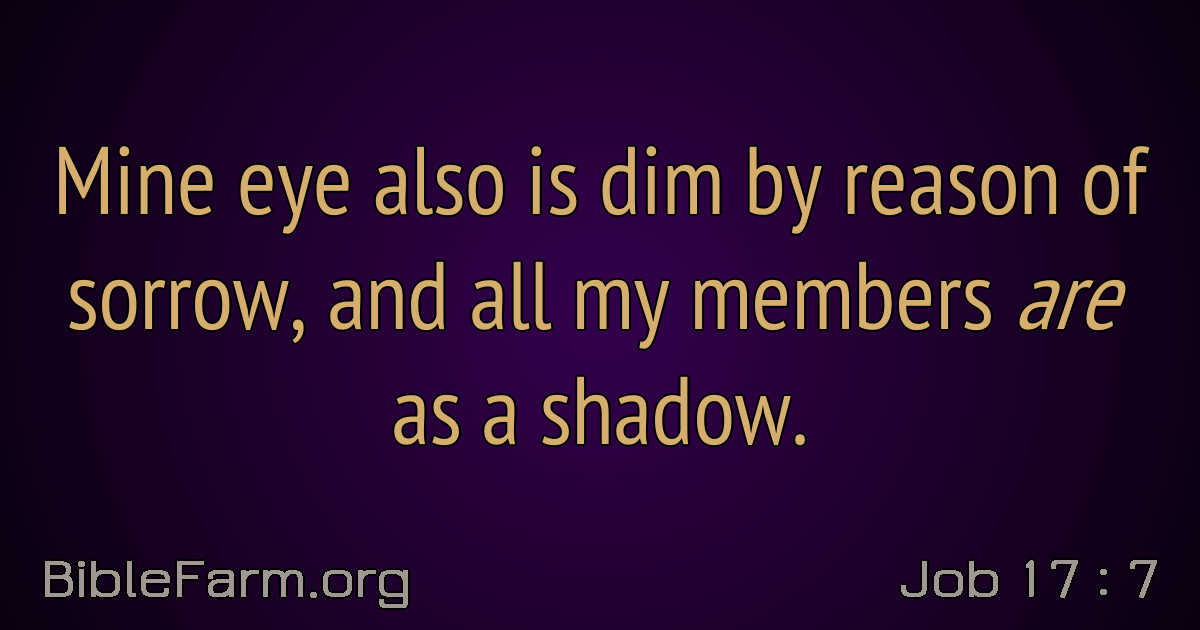 Mine eye also is dim by reason of
sorrow, and all my members are
as a shadow.
BibleFarm.org
Job 17 : 7